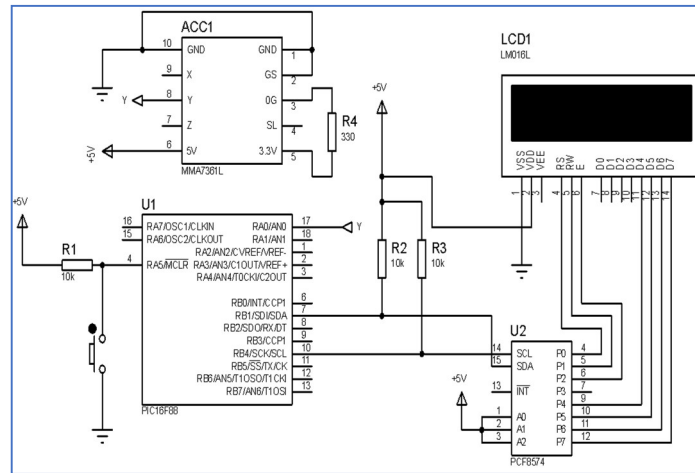 ACC1
10 GND GND 1
9 X GS 2
Y 8 Y 0G 3
7 Z SL 4
+5V 6 5V 3.3V 5
MMA7361L
R4
330
+5V
LCD1
LM016L
VSS VDD VEE RS RW E D0 D1 D2 D3 D4 D5 D6 D7
1 2 3 4 5 6 7 8 9 10 11 12 13 14
U1
16 RA7/OSC1/CLKIN RA0/AN0 17 Y
15 RA6/OSC2/CLKOUT RA1/AN1 18
RA2/AN2/CVREF/VREF- 1
4 RA5/MCLR RA3/AN3/C1OUT/VREF+ 2
RA4/AN4/T0CKI/C2OUT 3
RB0/INT/CCP1 6
RB1/SDI/SDA 7
RB2/SDO/RX/DT 8
RB3/CCP1 9
RB4/SCK/SCL 10
RB5/SS/TX/CK 11
RB6/AN5/T1OSO/T1CKI 12
RB7/AN6/T1OSI 13
PIC16F88
+5V
R1
10k
R2
10k
R3
10k
U2
14 SCL P0 4
15 SDA P1 5
P2 6
13 INT P3 7
P4 9
1 A0 P5 10
2 A1 P6 11
3 A2 P7 12
PCF8574
+5V